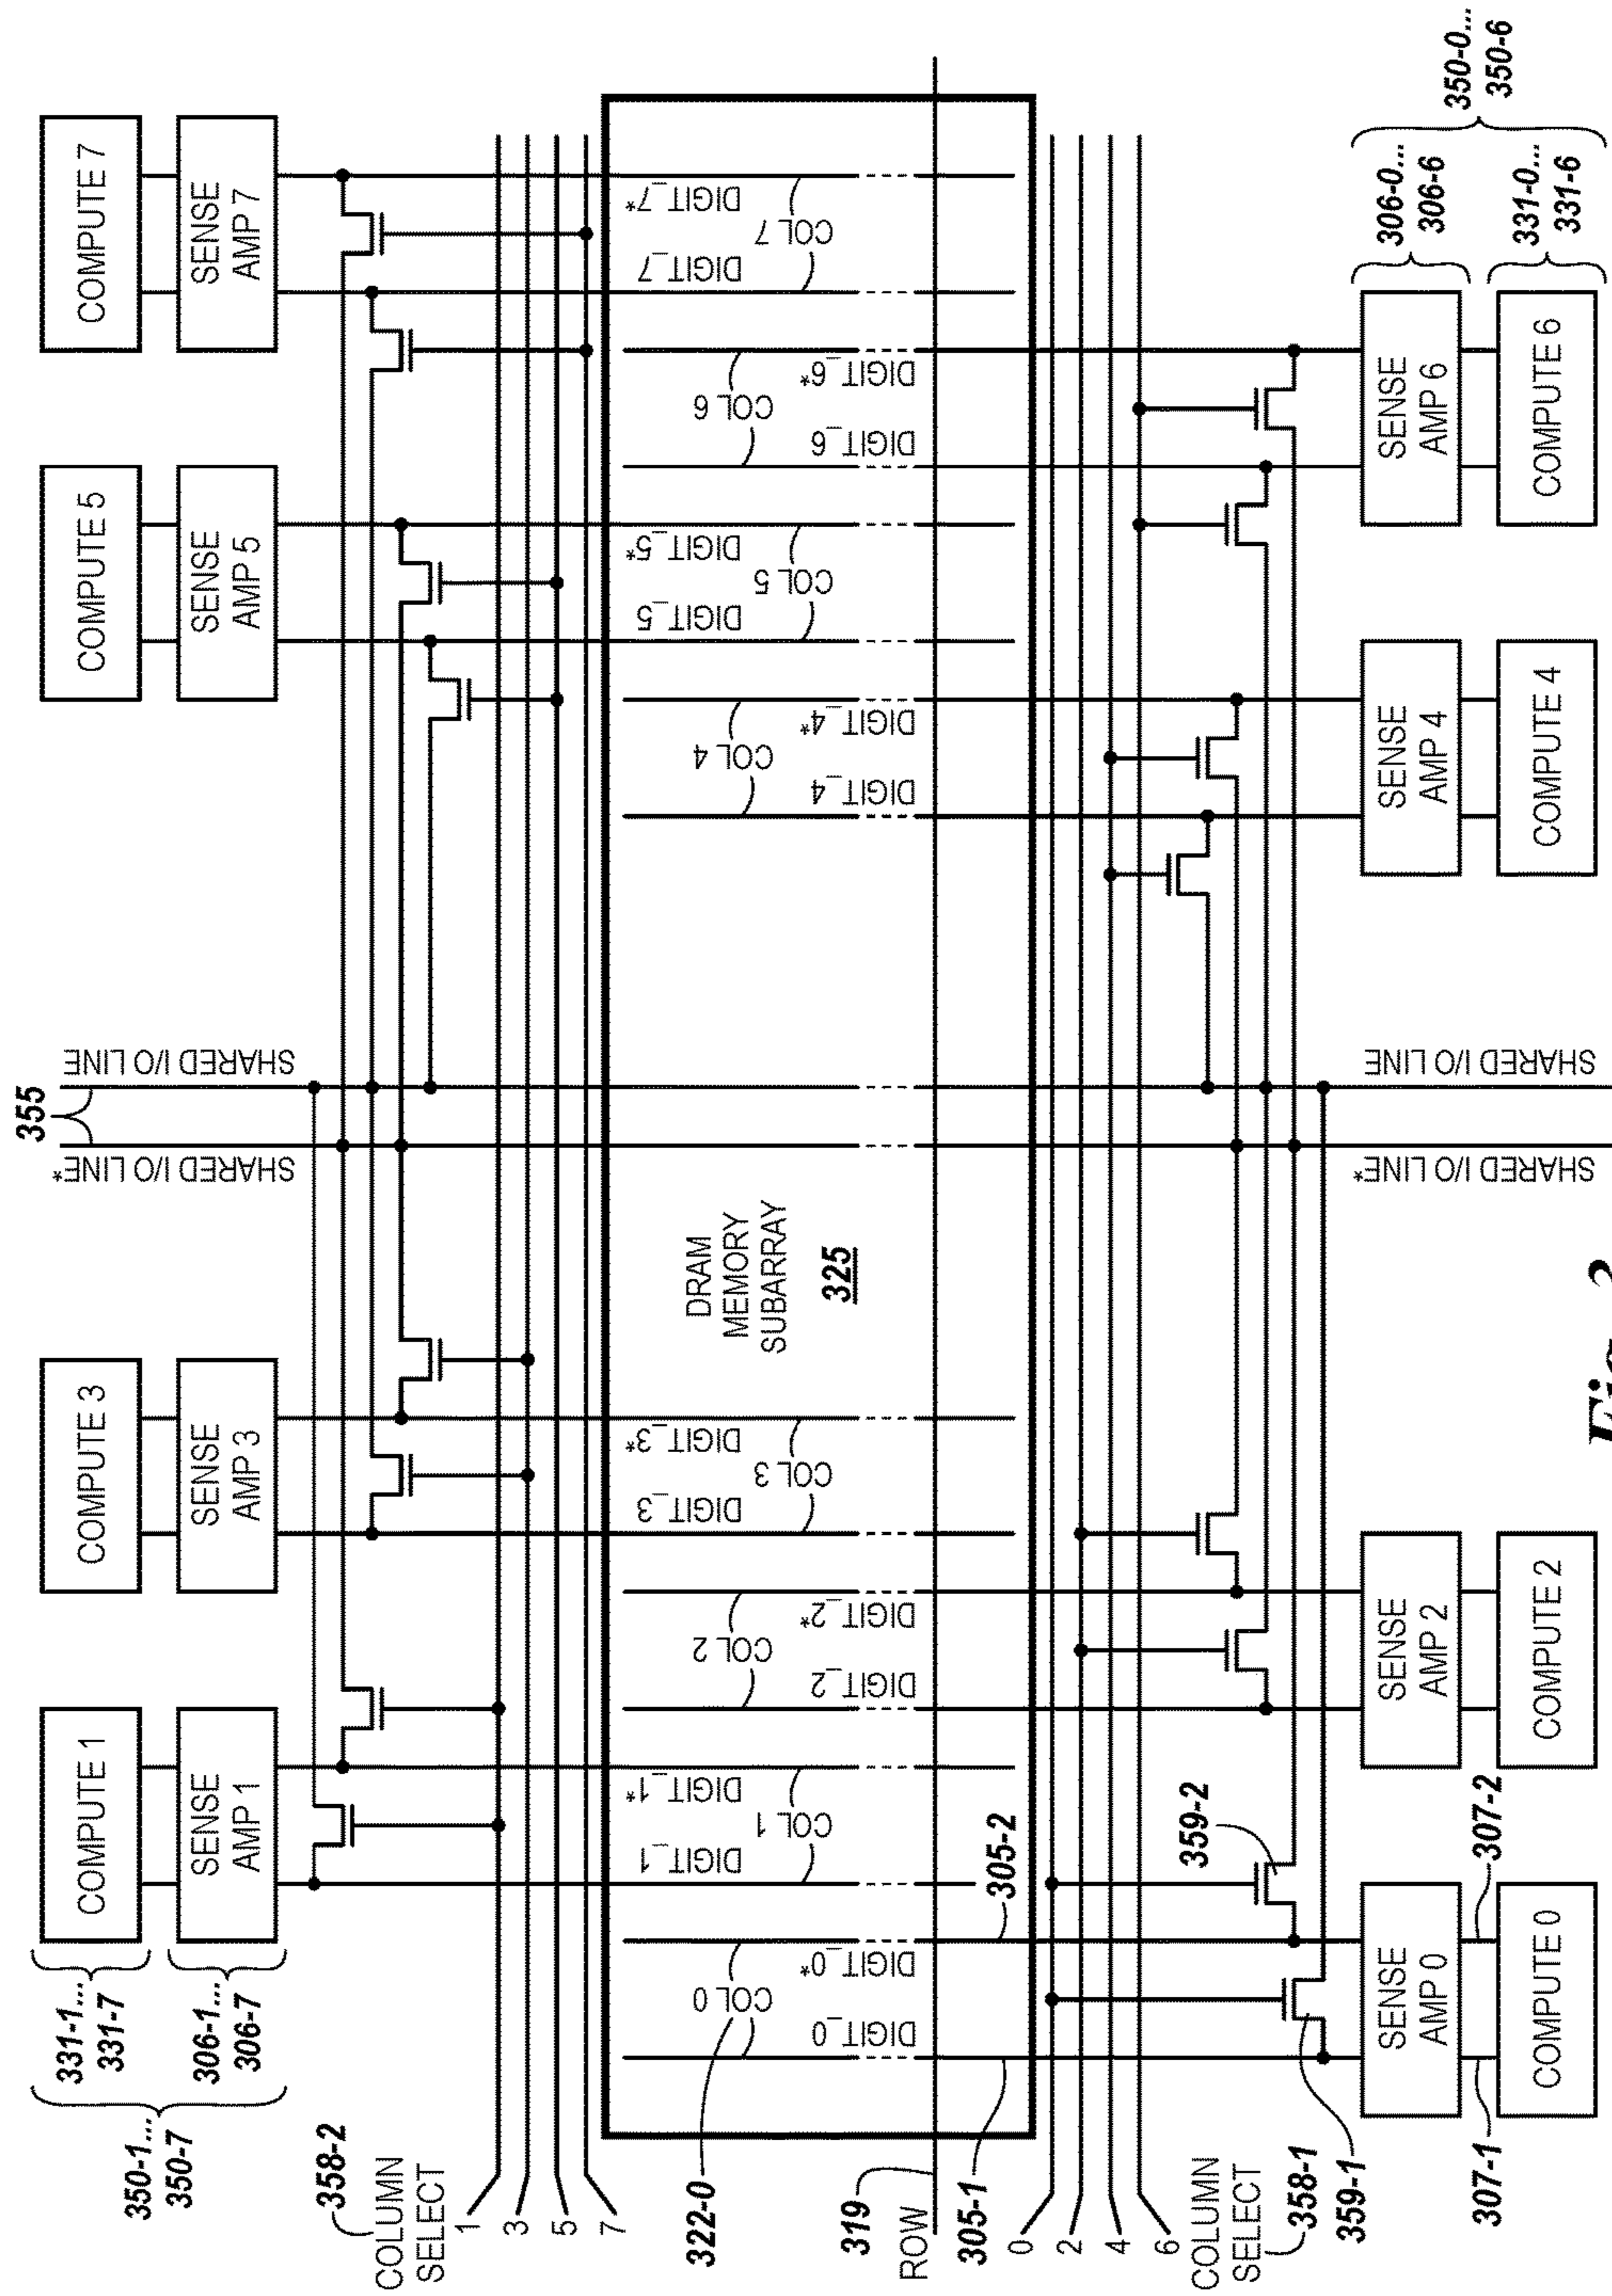 355
SHARED I/O LINE*
SHARED I/O LINE
331-1...
331-7
306-1...
306-7
350-1...
350-7
COMPUTE 1
COMPUTE 3
COMPUTE 5
COMPUTE 7
SENSE
AMP 1
SENSE
AMP 3
SENSE
AMP 5
SENSE
AMP 7
358-2
COLUMN
SELECT
1
3
5
7
DIGIT_1
COL 1
DIGIT_1*
DIGIT_3
COL 3
DIGIT_3*
DIGIT_5
COL 5
DIGIT_5*
DIGIT_7
COL 7
DIGIT_7*
322-0
DIGIT_0
COL 0
DIGIT_0*
DIGIT_2
COL 2
DIGIT_2*
DRAM
MEMORY
SUBARRAY
325
DIGIT_4
COL 4
DIGIT_4*
DIGIT_6
COL 6
DIGIT_6*
319
ROW
305-1
305-2
0
2
4
6
COLUMN
SELECT
358-1
359-1
359-2
SHARED I/O LINE*
SHARED I/O LINE
SENSE
AMP 0
SENSE
AMP 2
SENSE
AMP 4
SENSE
AMP 6
307-1
307-2
COMPUTE 0
COMPUTE 2
COMPUTE 4
COMPUTE 6
306-0...
306-6
331-0...
331-6
350-0...
350-6